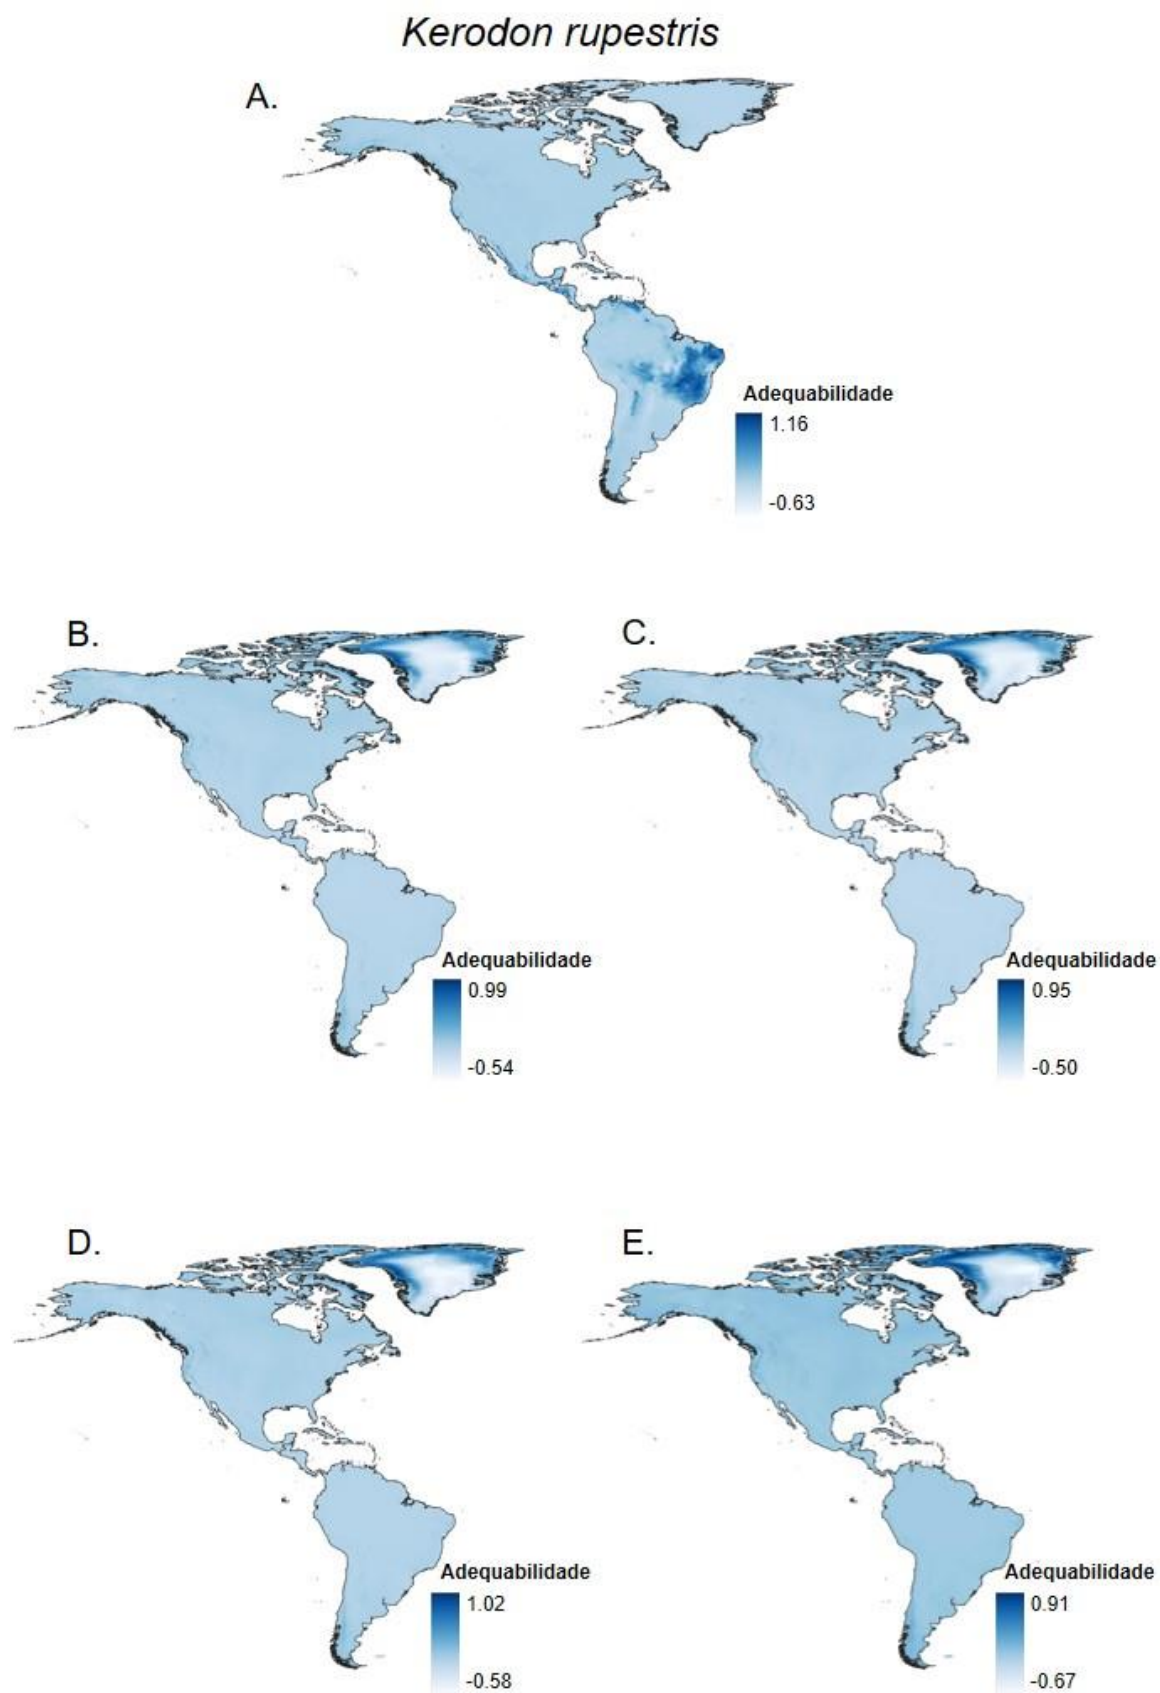 Kerodon rupestris
A.
Adequabilidade
1.16
-0.63
B.
C.
Adequabilidade
0.99
-0.54
Adequabilidade
0.95
-0.50
D.
E.
Adequabilidade
1.02
-0.58
Adequabilidade
0.91
-0.67